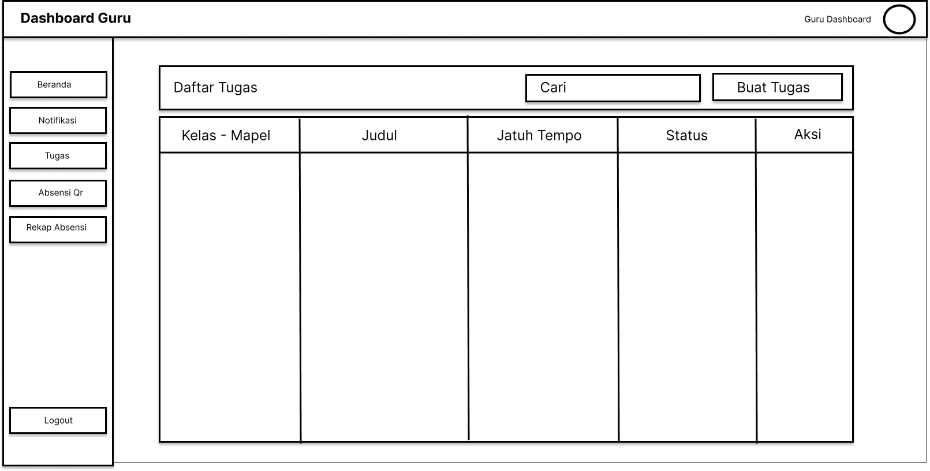 Dashboard Guru
Guru Dashboard
Beranda
Notifikasi
Tugas
Absensi Qr
Rekap Absensi
Logout
Daftar Tugas
Cari
Buat Tugas
Kelas - Mapel
Judul
Jatuh Tempo
Status
Aksi